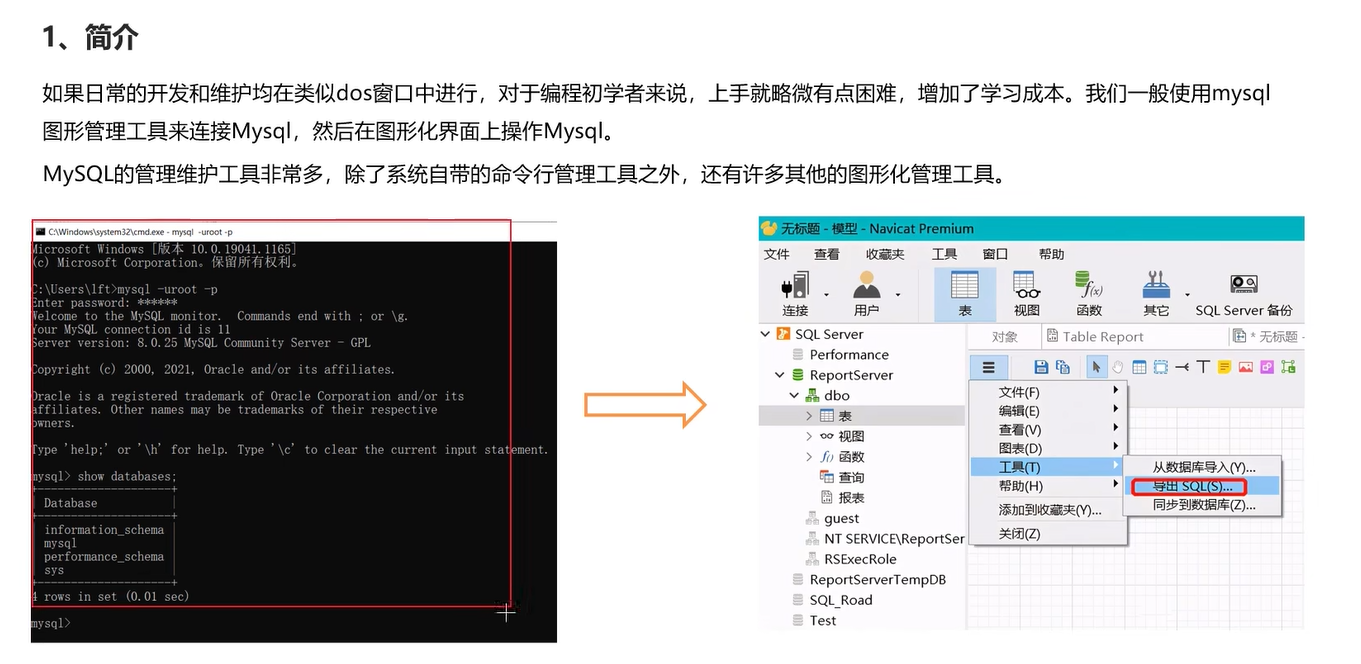 1、简介
如果日常的开发和维护均在类似dos窗口中进行，对于编程初学者来说，上手就略微有点困难，增加了学习成本。我们一般使用mysql
图形管理工具来连接Mysql，然后在图形化界面上操作Mysql。
MySQL的管理维护工具非常多，除了系统自带的命令行管理工具之外，还有许多其他的图形化管理工具。
C:\Windows\system32\cmd.exe - mysql -uroot -p
Microsoft Windows [版本 10.0.19041.1165]
(c) Microsoft Corporation。保留所有权利。
C:\Users\lft>mysql -uroot -p
Enter password: ******
Welcome to the MySQL monitor.  Commands end with ; or \g.
Your MySQL connection id is 11
Server version: 8.0.25 MySQL Community Server - GPL
Copyright (c) 2000, 2021, Oracle and/or its affiliates.
Oracle is a registered trademark of Oracle Corporation and/or its
affiliates. Other names may be trademarks of their respective
owners.
Type 'help;' or '\h' for help. Type '\c' to clear the current input statement.
mysql> show databases;
+--------------------+
| Database           |
+--------------------+
| information_schema |
| mysql              |
| performance_schema |
| sys                |
+--------------------+
4 rows in set (0.01 sec)
mysql>
无标题 - 模型 - Navicat Premium
文件 查看 收藏夹 工具 窗口 帮助
连接 用户 表 视图 函数 其它 SQL Server 备份
f(x)
SQL Server
Performance
ReportServer
dbo
表
视图
函数
查询
报表
guest
NT SERVICE\ReportSer
RSExecRole
ReportServerTempDB
SQL_Road
Test
对象 Table Report * 无标题 -
文件(F)
编辑(E)
查看(V)
图表(D)
工具(T)
帮助(H)
添加到收藏夹(Y)...
关闭(Z)
从数据库导入(Y)...
导出 SQL(S)...
同步到数据库(Z)...